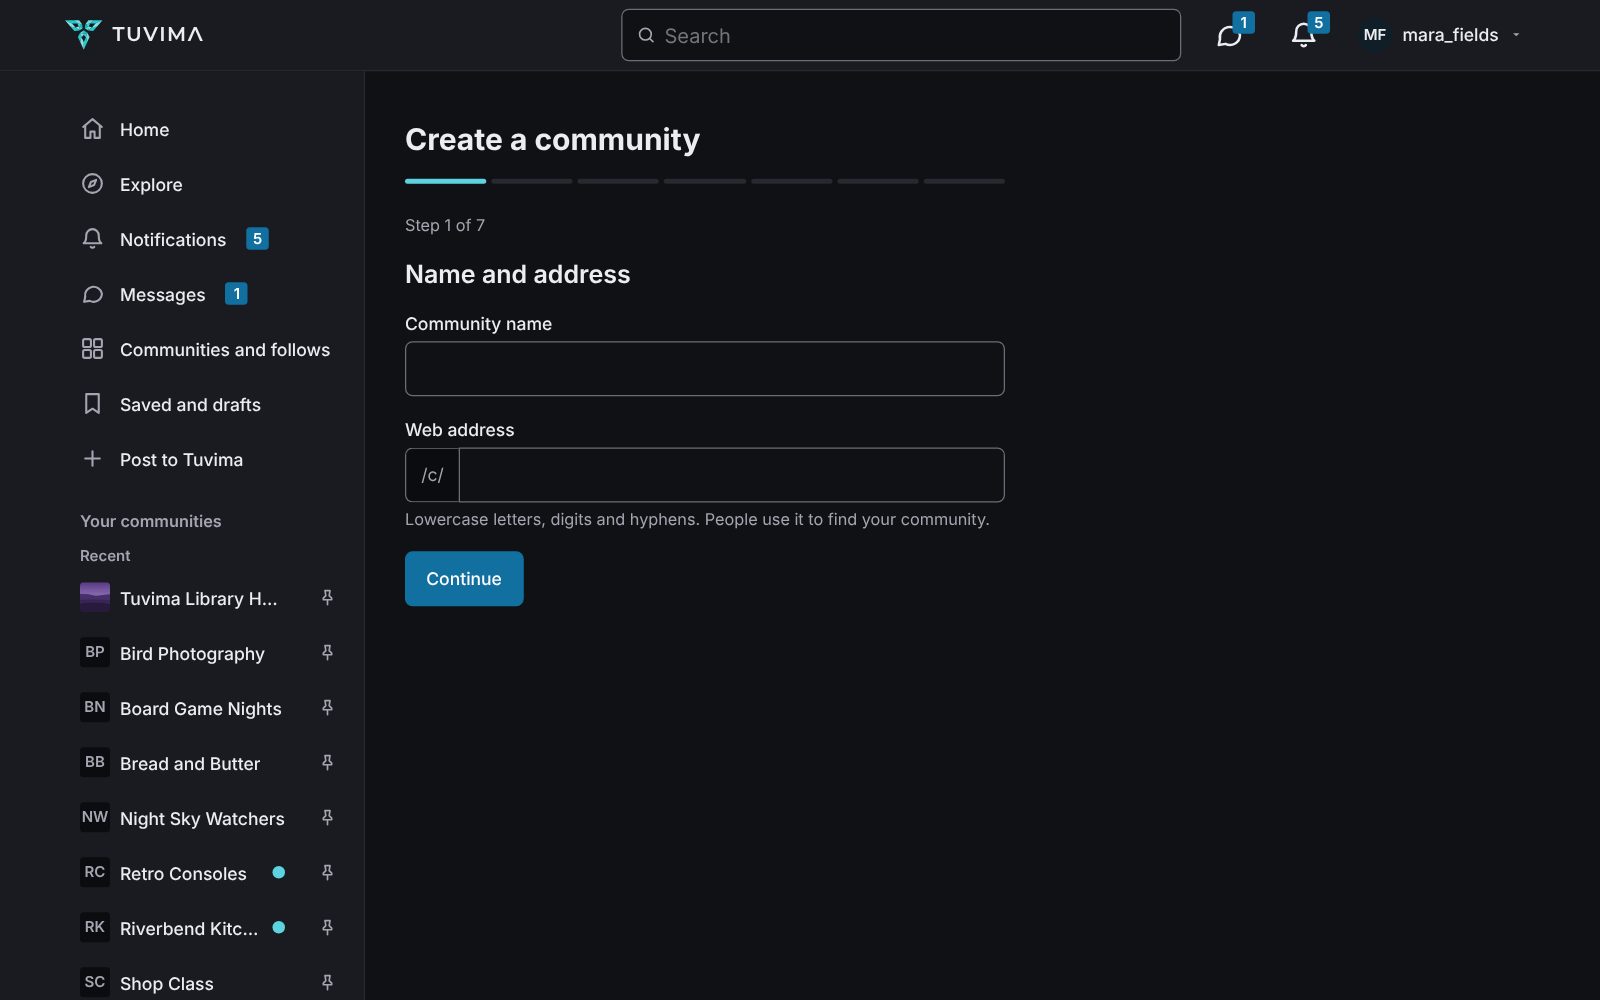 TUVIMA
Search
1
5
MF
mara_fields
Home
Explore
Notifications 5
Messages 1
Communities and follows
Saved and drafts
Post to Tuvima
Your communities
Recent
Tuvima Library H...
BP Bird Photography
BN Board Game Nights
BB Bread and Butter
NW Night Sky Watchers
RC Retro Consoles
RK Riverbend Kitc...
SC Shop Class
Create a community
Step 1 of 7
Name and address
Community name
Web address
/c/
Lowercase letters, digits and hyphens. People use it to find your community.
Continue